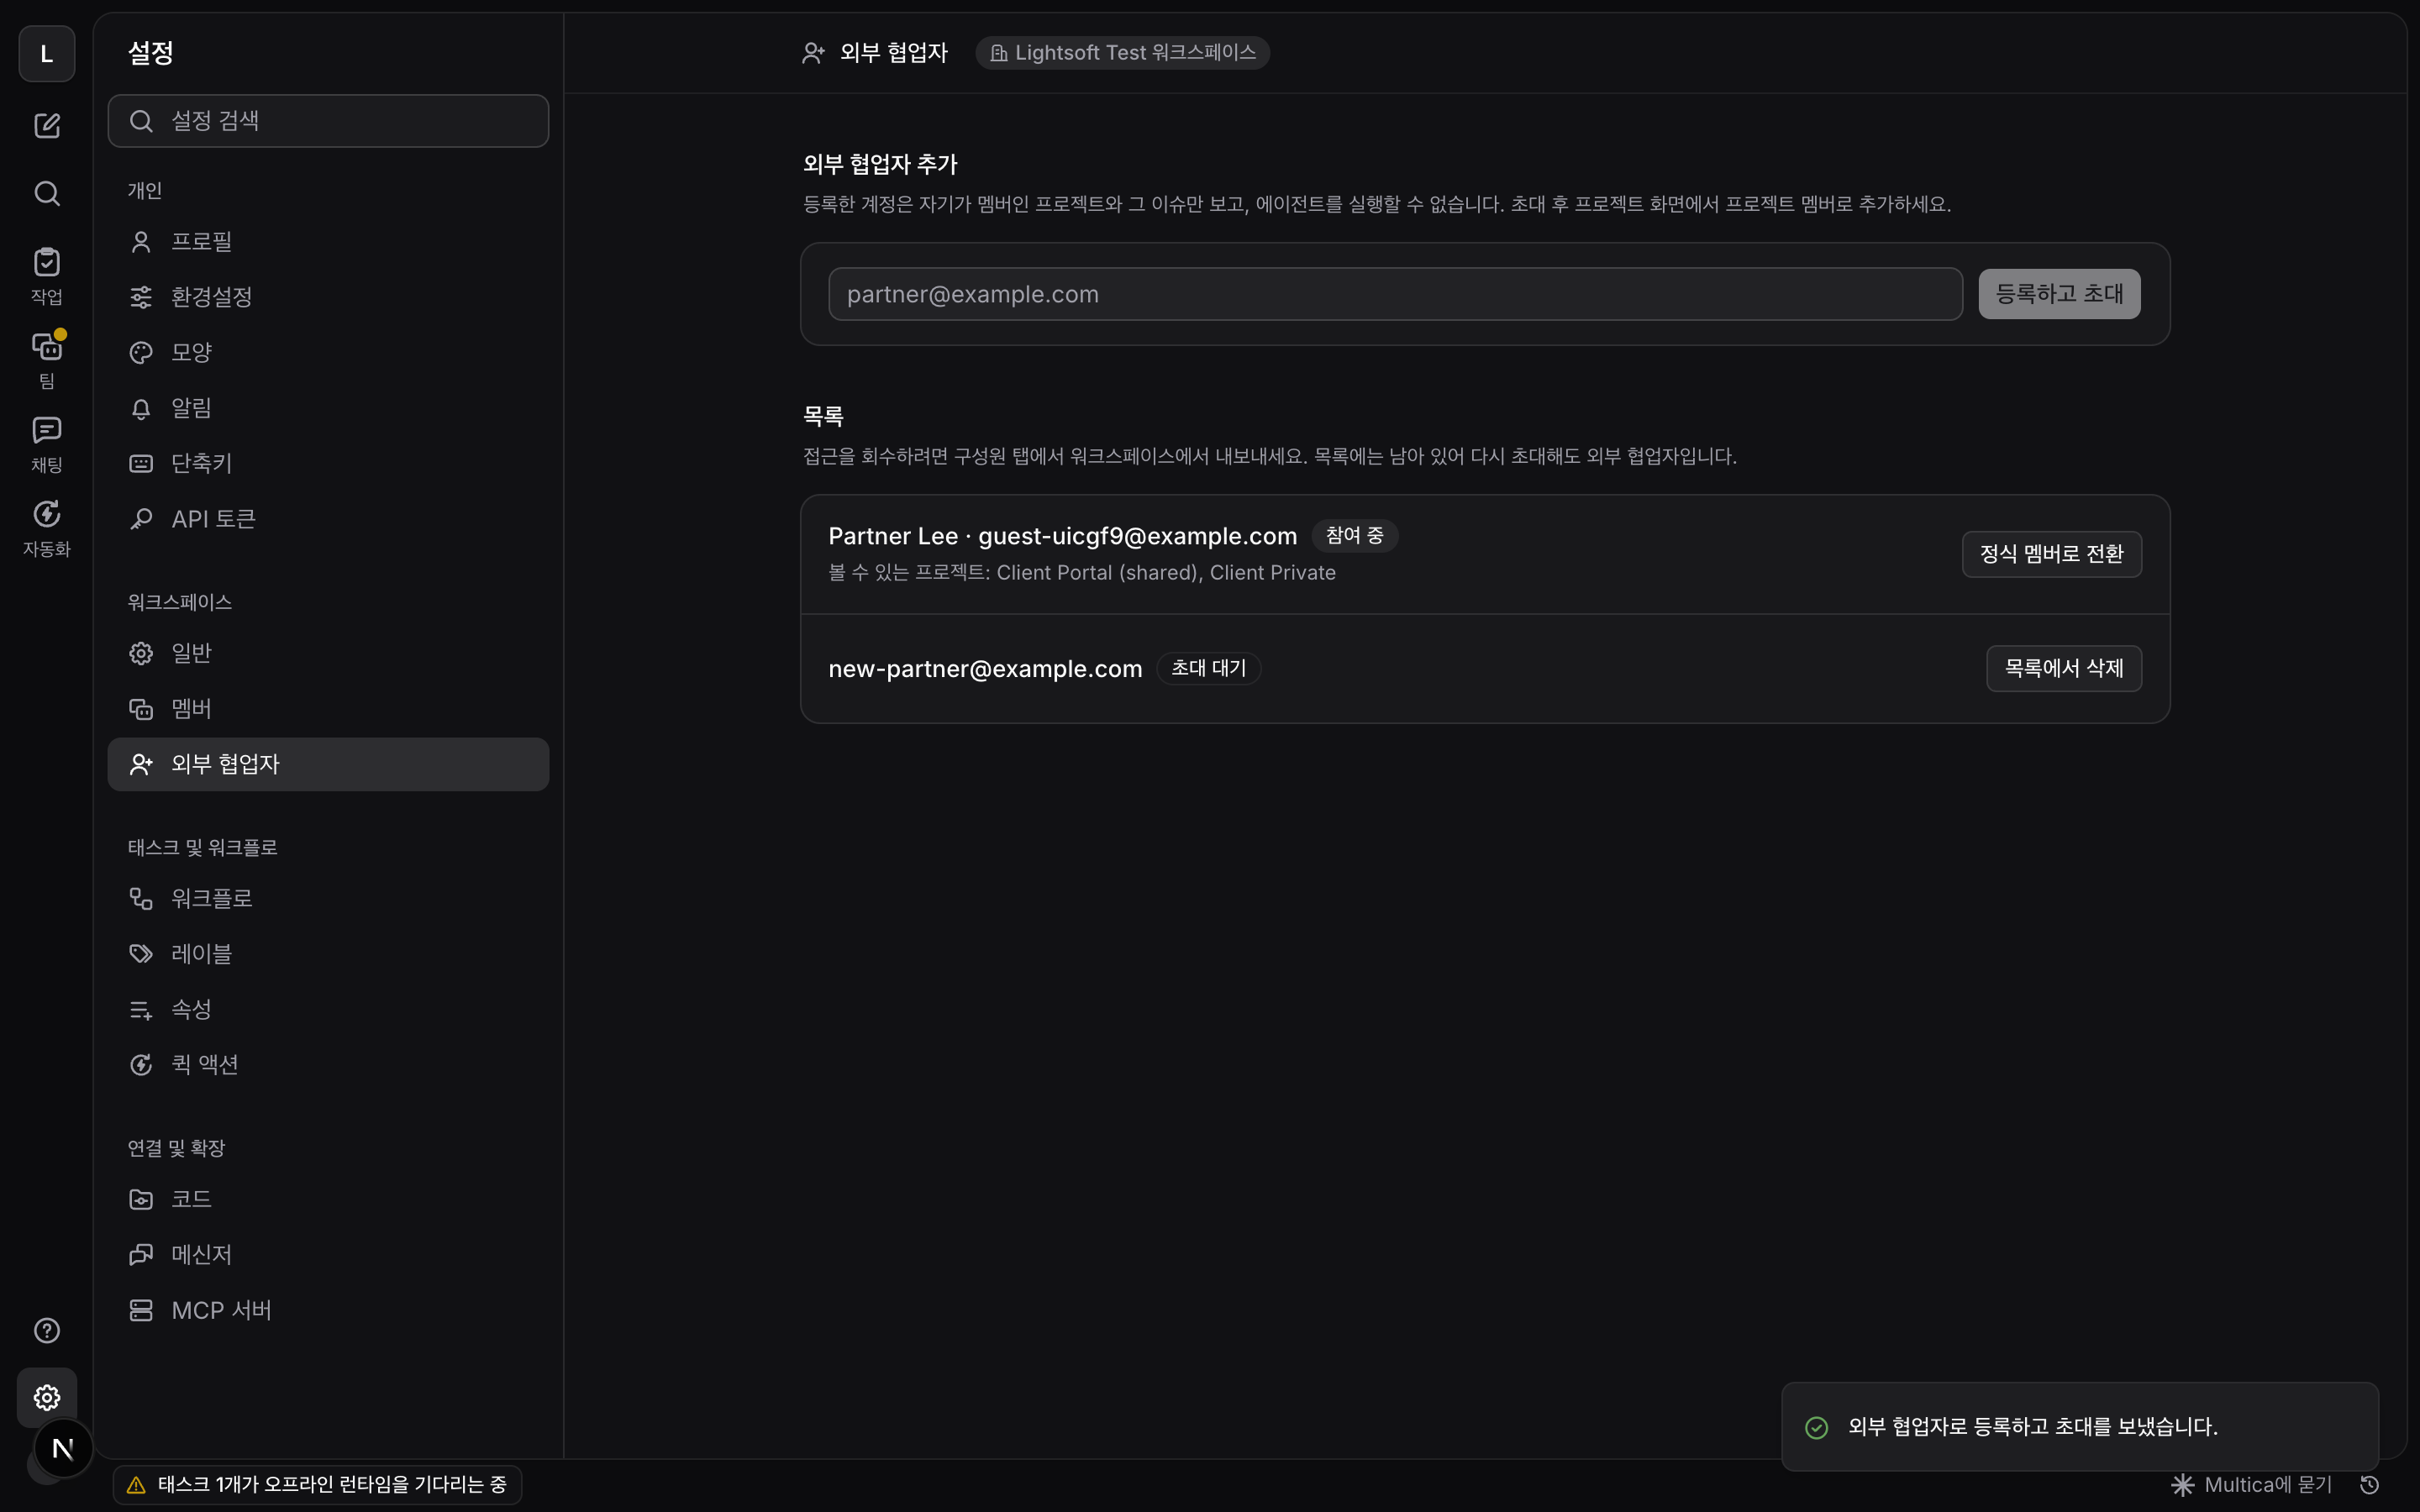 L
작업
팀
채팅
자동화
N
설정
설정 검색
개인
프로필
환경설정
모양
알림
단축키
API 토큰
워크스페이스
일반
멤버
외부 협업자
태스크 및 워크플로
워크플로
레이블
속성
퀵 액션
연결 및 확장
코드
메신저
MCP 서버
외부 협업자 Lightsoft Test 워크스페이스
외부 협업자 추가
등록한 계정은 자기가 멤버인 프로젝트와 그 이슈만 보고, 에이전트를 실행할 수 없습니다. 초대 후 프로젝트 화면에서 프로젝트 멤버로 추가하세요.
partner@example.com 등록하고 초대
목록
접근을 회수하려면 구성원 탭에서 워크스페이스에서 내보내세요. 목록에는 남아 있어 다시 초대해도 외부 협업자입니다.
Partner Lee · guest-uicgf9@example.com 참여 중
볼 수 있는 프로젝트: Client Portal (shared), Client Private
정식 멤버로 전환
new-partner@example.com 초대 대기 목록에서 삭제
외부 협업자로 등록하고 초대를 보냈습니다.
태스크 1개가 오프라인 런타임을 기다리는 중
Multica에 묻기